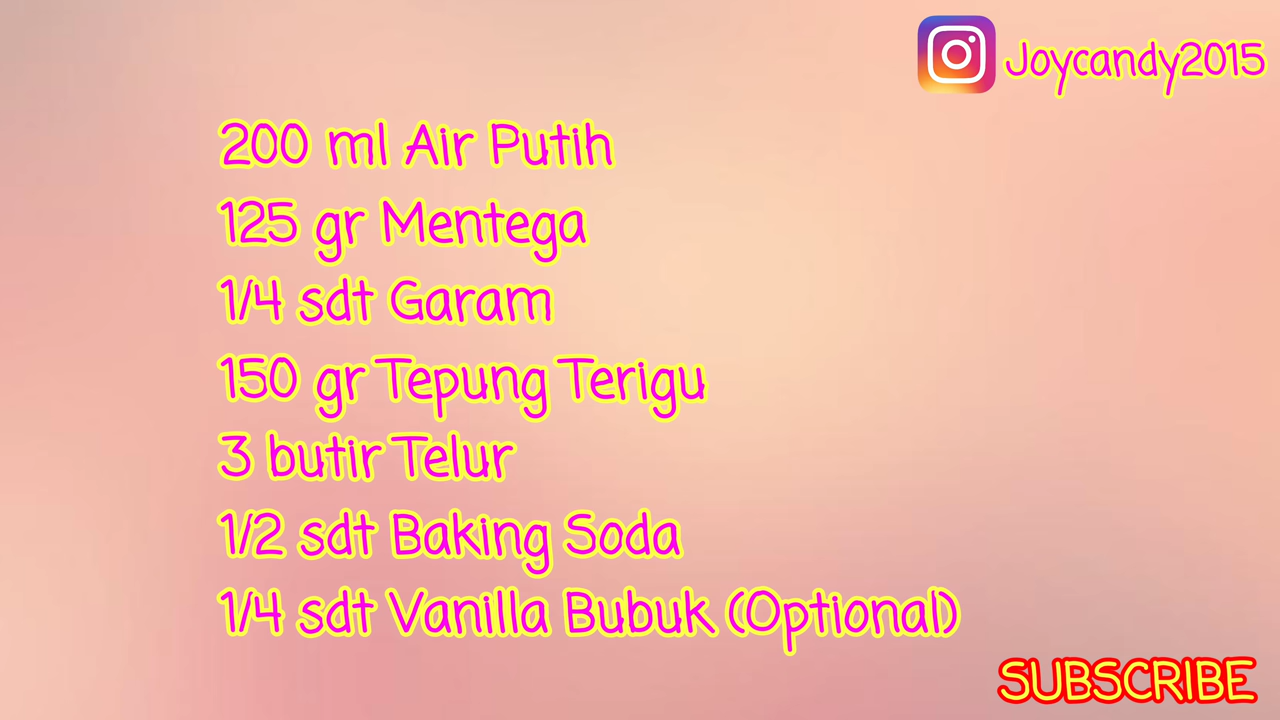 Joycandy2015
200 ml Air Putih
125 gr Mentega
1/4 sdt Garam
150 gr Tepung Terigu
3 butir Telur
1/2 sdt Baking Soda
1/4 sdt Vanilla Bubuk (Optional)
SUBSCRIBE